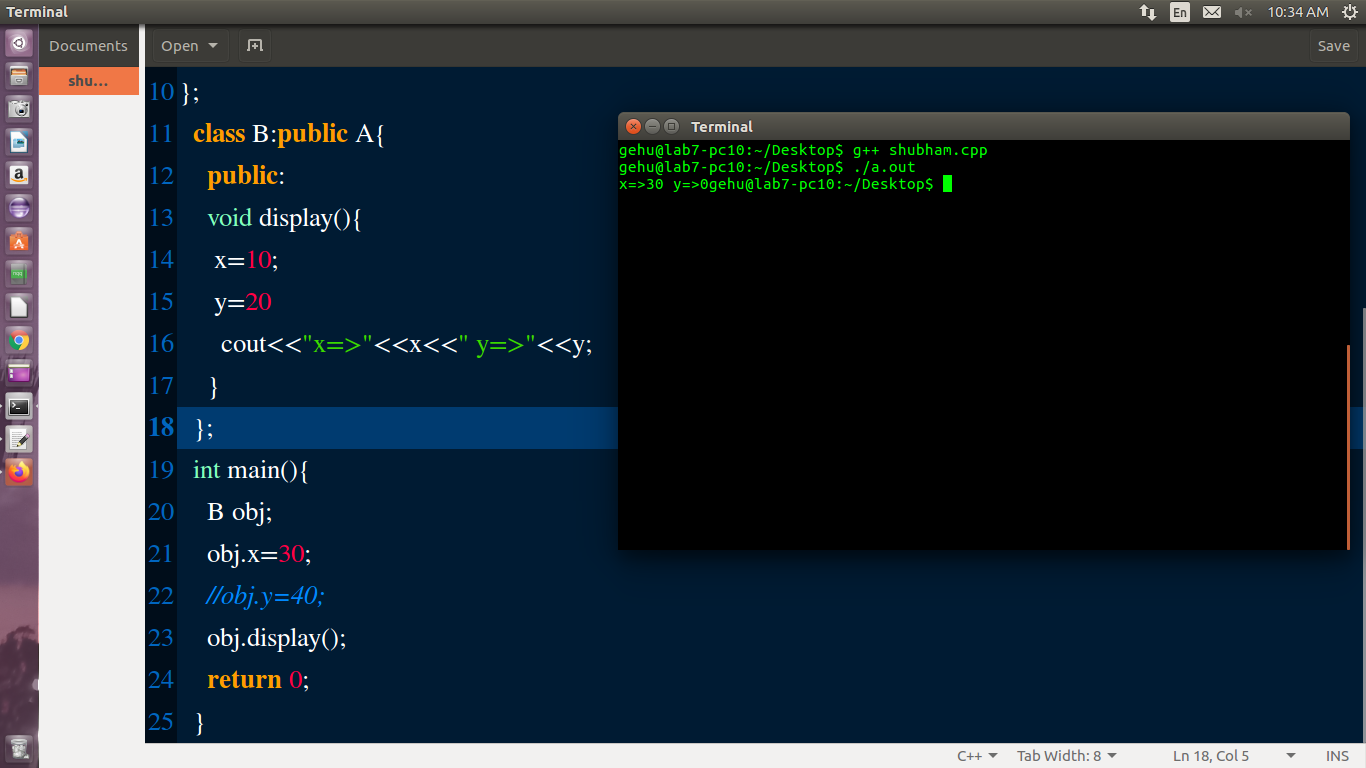 Terminal
En
10:34 AM
Documents
Open
Save
shu...
10 };
11 class B:public A{
12 public:
13 void display(){
14 x=10;
15 y=20
16 cout<<"x=>"<<x<<" y=>"<<y;
17 }
18 };
19 int main(){
20 B obj;
21 obj.x=30;
22 //obj.y=40;
23 obj.display();
24 return 0;
25 }
Terminal
gehu@lab7-pc10:~/Desktop$ g++ shubham.cpp
gehu@lab7-pc10:~/Desktop$ ./a.out
x=>30 y=>0gehu@lab7-pc10:~/Desktop$
C++ Tab Width: 8 Ln 18, Col 5 INS